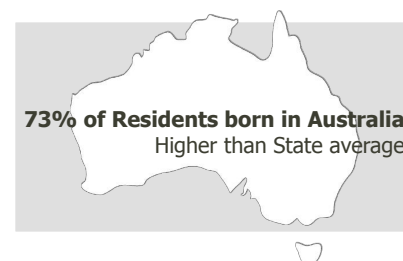 73% of Residents born in Australia
Higher than State average